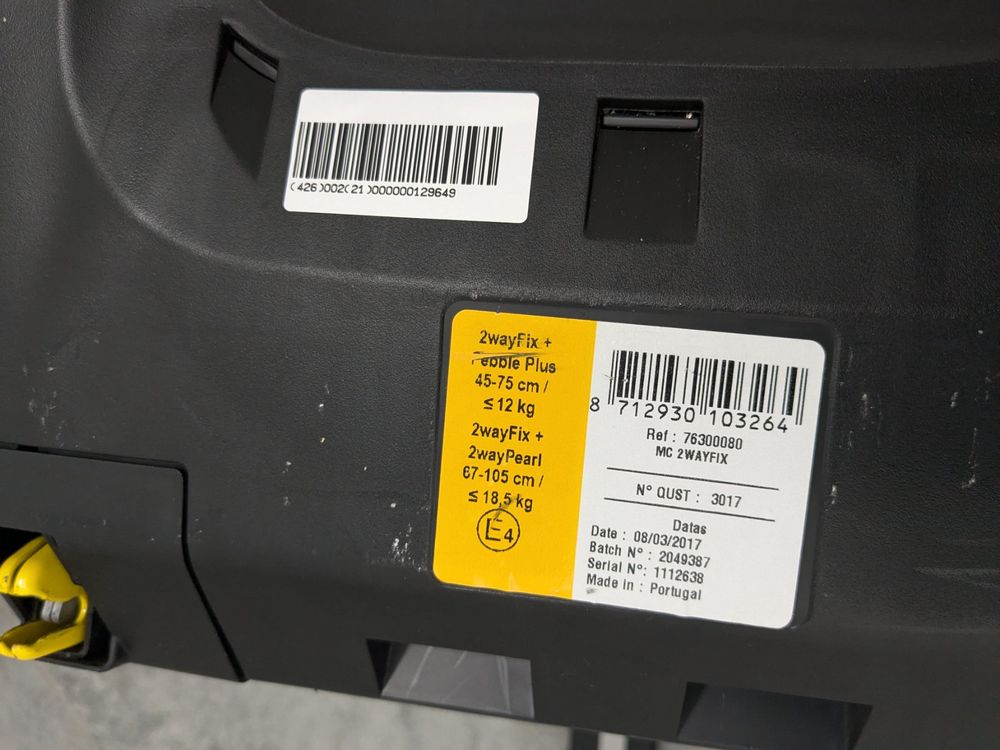 (426)002(21)000000129649
2wayFix +
Pebble Plus
45-75 cm /
≤ 12 kg
2wayFix +
2wayPearl
67-105 cm /
≤ 18,5 kg
E4
8 712930 103264
Ref : 76300080
MC 2WAYFIX
N° QUST : 3017
Datas
Date : 08/03/2017
Batch N° : 2049387
Serial N°: 1112638
Made in : Portugal